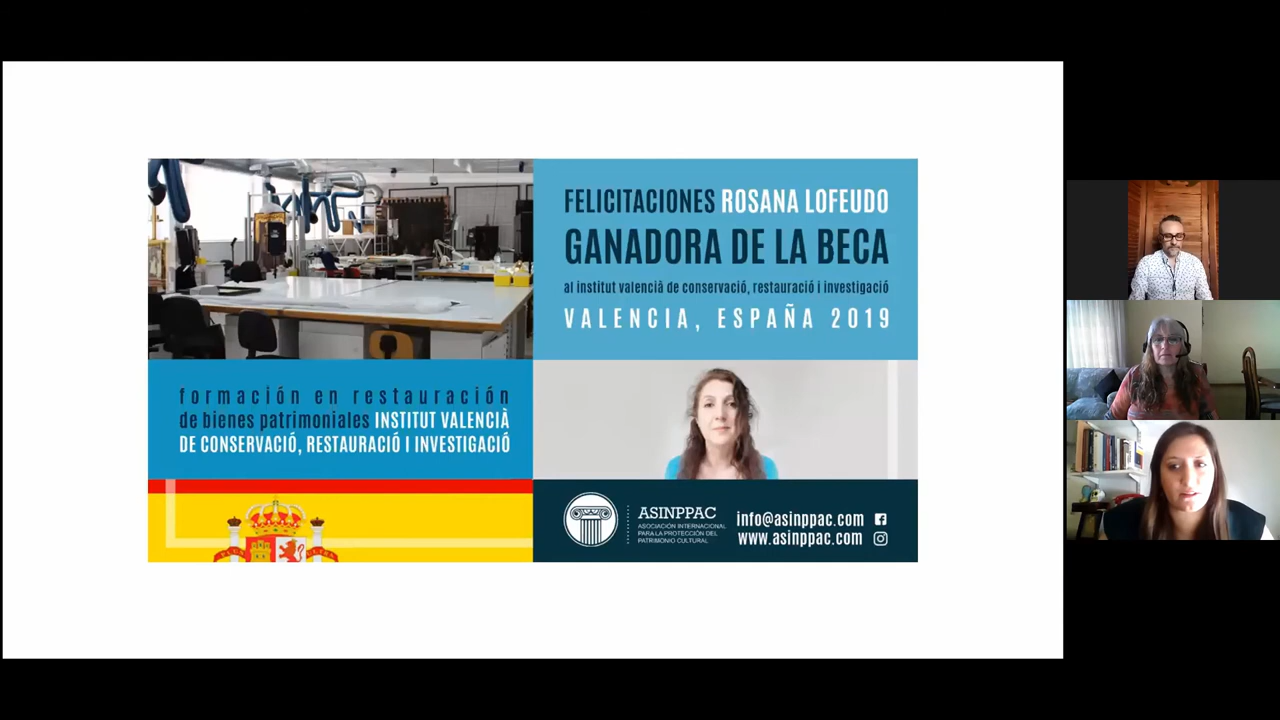 FELICITACIONES ROSANA LOFEUDO
GANADORA DE LA BECA
al institut valencià de conservació, restauració i investigació
VALENCIA, ESPAÑA 2019
formación en restauración
de bienes patrimoniales INSTITUT VALENCIÀ
DE CONSERVACIÓ, RESTAURACIÓ I INVESTIGACIÓ
ASINPPAC
ASOCIACIÓN INTERNACIONAL
PARA LA PROTECCIÓN DEL
PATRIMONIO CULTURAL
info@asinppac.com
www.asinppac.com